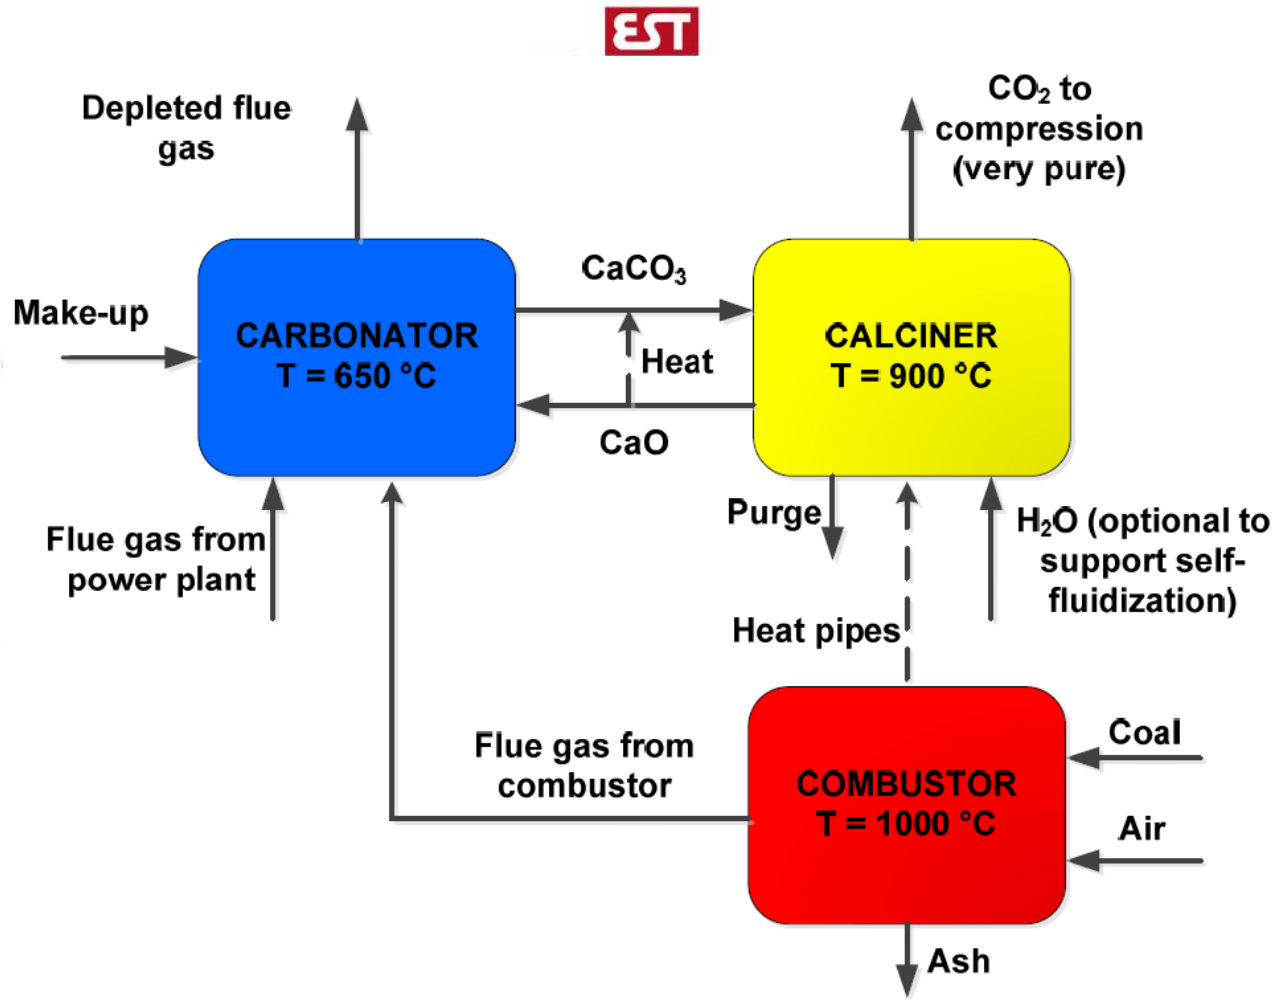 EST
Depleted flue
gas
CO₂ to
compression
(very pure)
Make-up
CARBONATOR
T = 650 °C
CaCO₃
Heat
CaO
CALCINER
T = 900 °C
Flue gas from
power plant
Purge
H₂O (optional to
support self-
fluidization)
Heat pipes
Flue gas from
combustor
COMBUSTOR
T = 1000 °C
Coal
Air
Ash